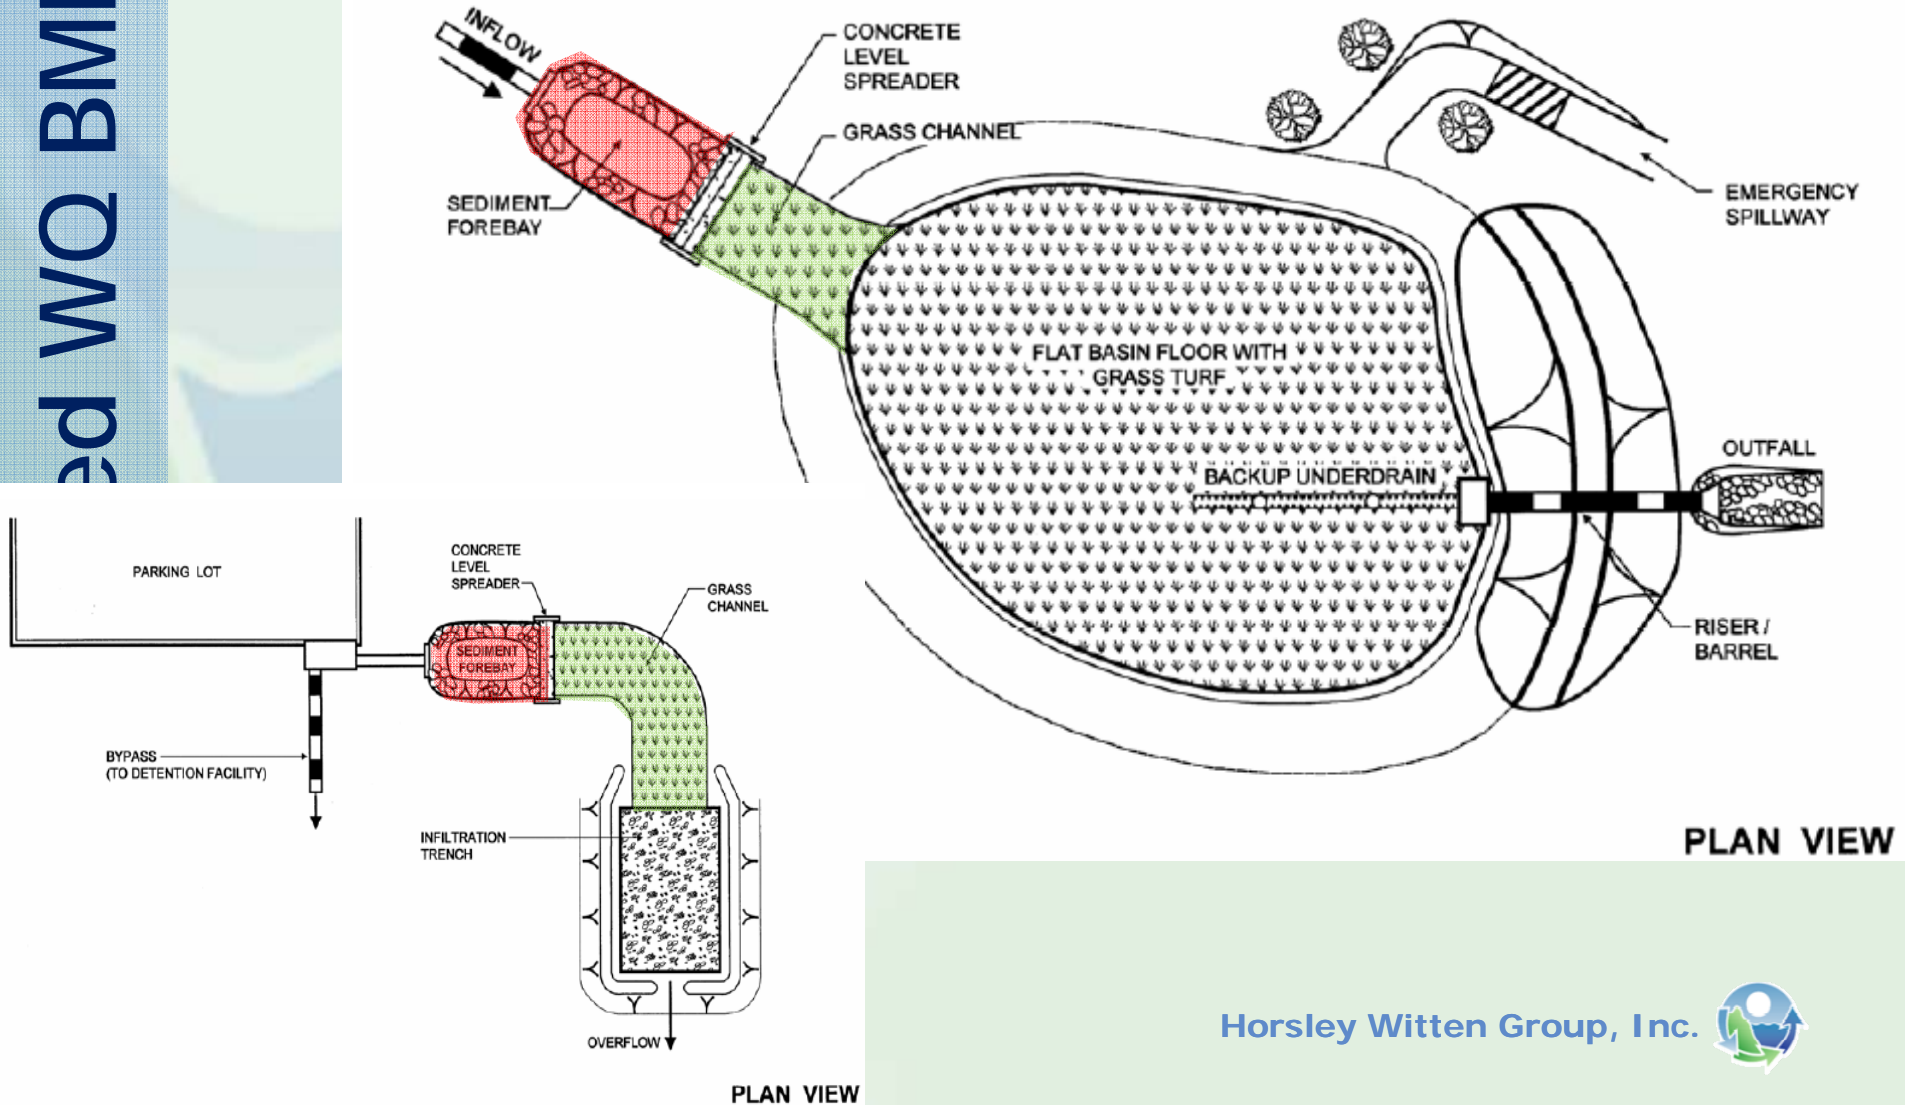 ed WQ BM
INFLOW
CONCRETE
LEVEL
SPREADER
GRASS CHANNEL
SEDIMENT
FOREBAY
EMERGENCY
SPILLWAY
FLAT BASIN FLOOR WITH
GRASS TURF
BACKUP UNDERDRAIN
OUTFALL
RISER /
BARREL
PLAN VIEW
PARKING LOT
CONCRETE
LEVEL
SPREADER
GRASS
CHANNEL
SEDIMENT
FOREBAY
BYPASS
(TO DETENTION FACILITY)
INFILTRATION
TRENCH
OVERFLOW
PLAN VIEW
Horsley Witten Group, Inc.